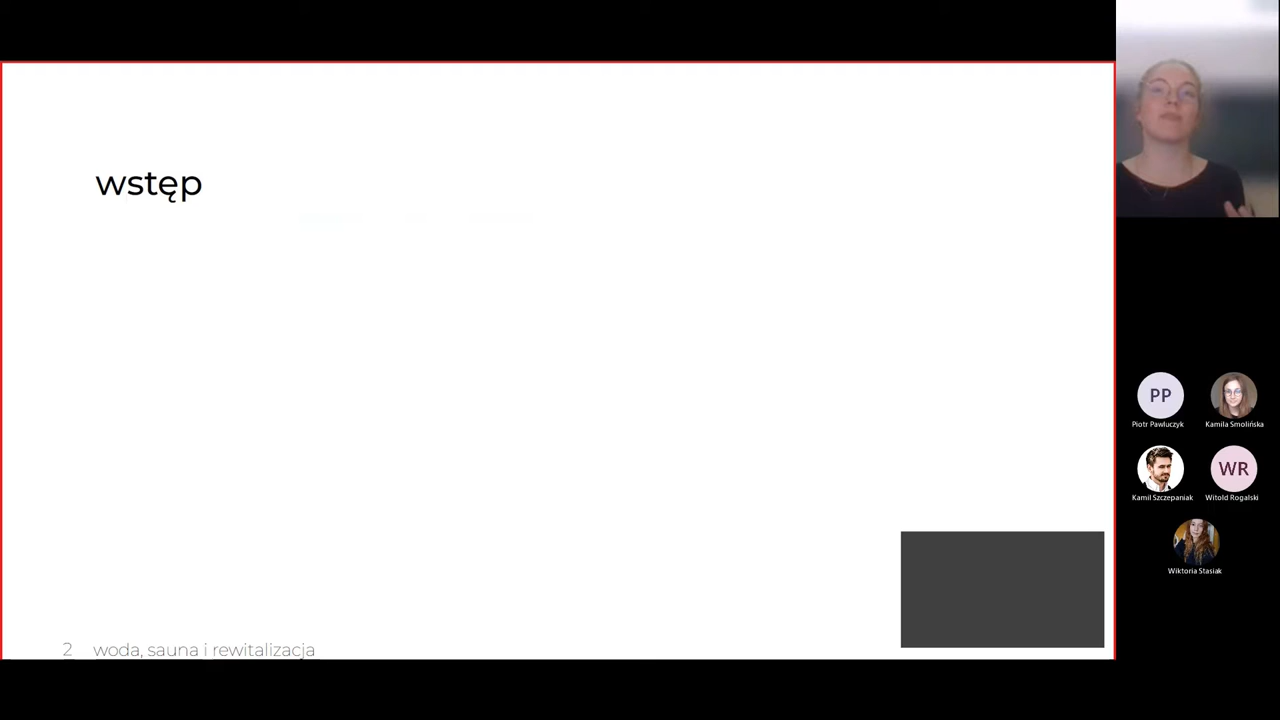 wstęp
2 woda, sauna i rewitalizacja
PP
Piotr Pawluczyk
Kamila Smolińska
Kamil Szczepaniak
WR
Witold Rogalski
Wiktoria Stasiak